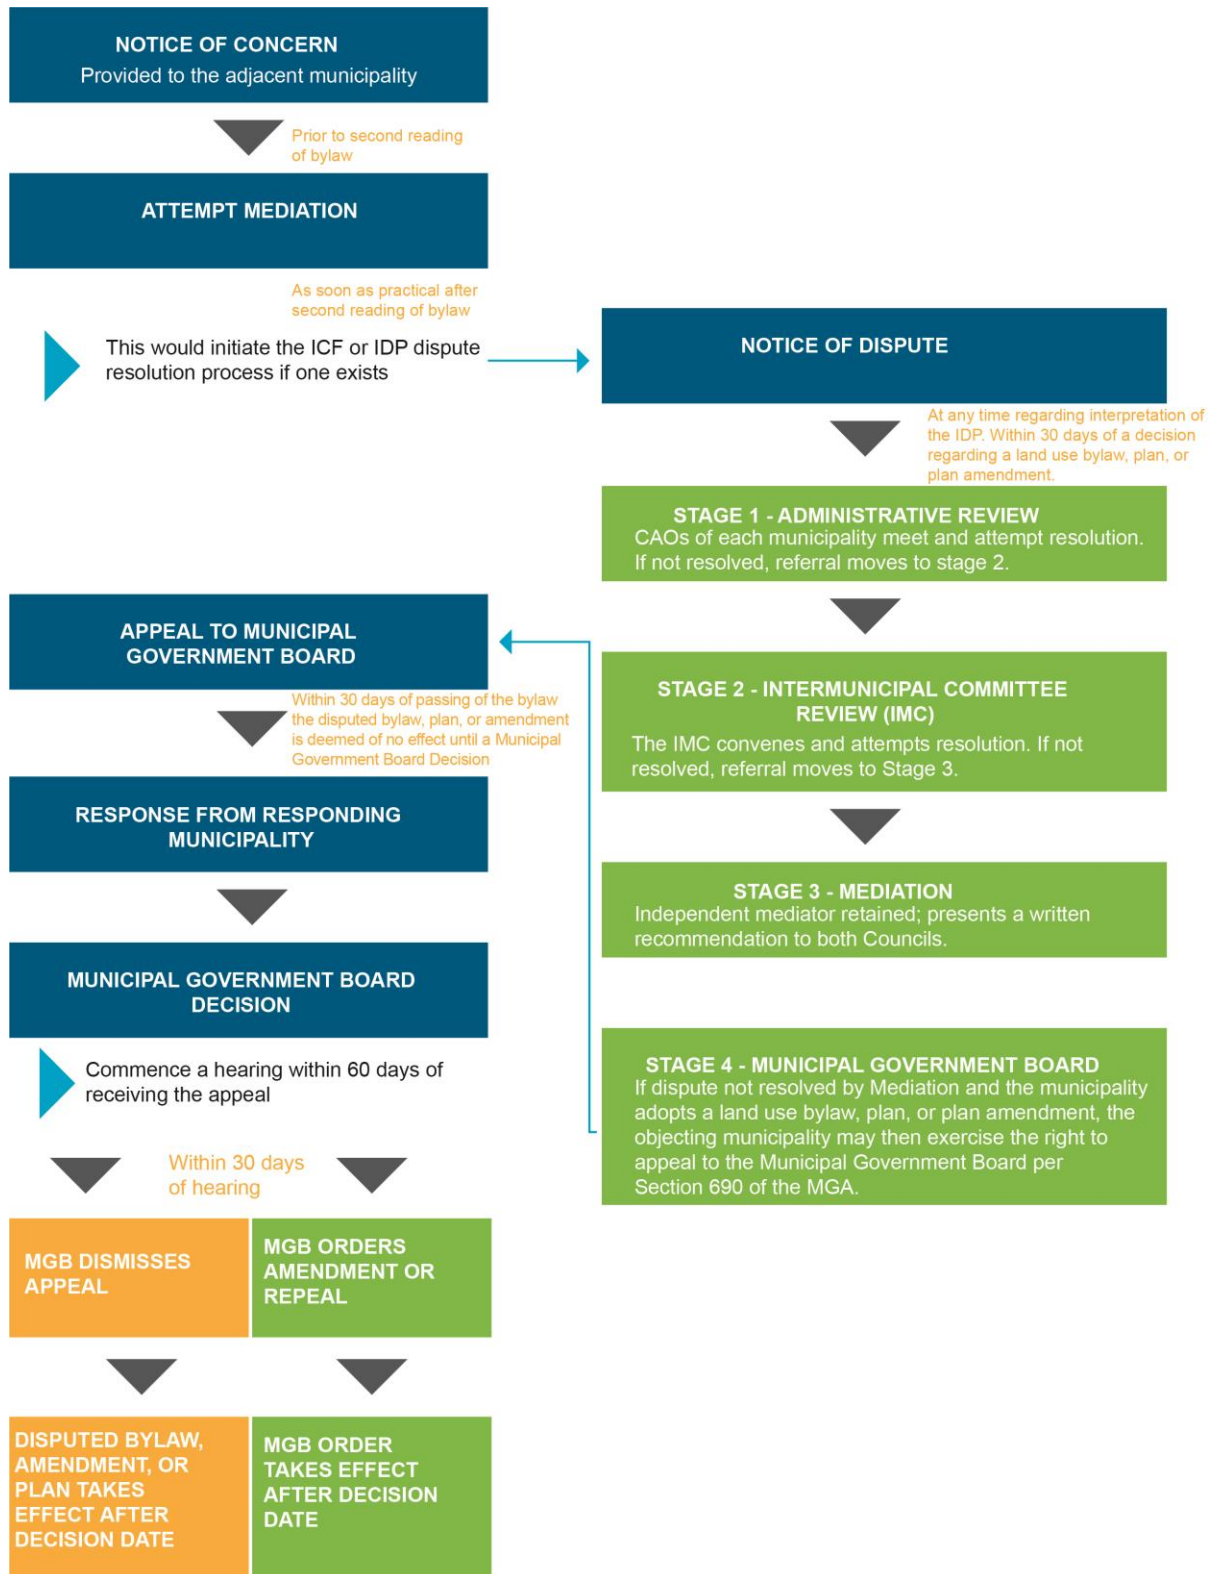 NOTICE OF CONCERN
Provided to the adjacent municipality
Prior to second reading
of bylaw
ATTEMPT MEDIATION
As soon as practical after
second reading of bylaw
This would initiate the ICF or IDP dispute
resolution process if one exists
NOTICE OF DISPUTE
At any time regarding interpretation of
the IDP. Within 30 days of a decision
regarding a land use bylaw, plan, or
plan amendment.
STAGE 1 - ADMINISTRATIVE REVIEW
CAOs of each municipality meet and attempt resolution.
If not resolved, referral moves to stage 2.
STAGE 2 - INTERMUNICIPAL COMMITTEE
REVIEW (IMC)
The IMC convenes and attempts resolution. If not
resolved, referral moves to Stage 3.
STAGE 3 - MEDIATION
Independent mediator retained; presents a written
recommendation to both Councils.
STAGE 4 - MUNICIPAL GOVERNMENT BOARD
If dispute not resolved by Mediation and the municipality
adopts a land use bylaw, plan, or plan amendment, the
objecting municipality may then exercise the right to
appeal to the Municipal Government Board per
Section 690 of the MGA.
APPEAL TO MUNICIPAL
GOVERNMENT BOARD
Within 30 days of passing of the bylaw
the disputed bylaw, plan, or amendment
is deemed of no effect until a Municipal
Government Board Decision
RESPONSE FROM RESPONDING
MUNICIPALITY
MUNICIPAL GOVERNMENT BOARD
DECISION
Commence a hearing within 60 days of
receiving the appeal
Within 30 days
of hearing
MGB DISMISSES
APPEAL
MGB ORDERS
AMENDMENT OR
REPEAL
DISPUTED BYLAW,
AMENDMENT, OR
PLAN TAKES
EFFECT AFTER
DECISION DATE
MGB ORDER
TAKES EFFECT
AFTER DECISION
DATE